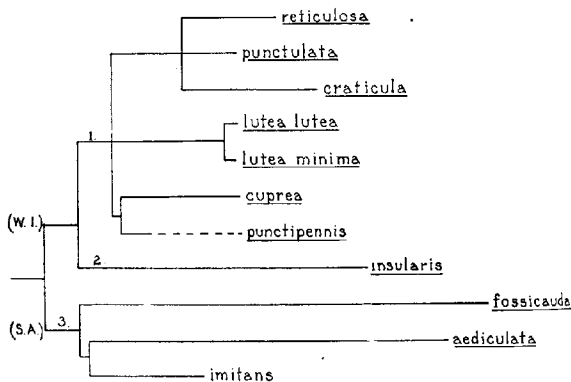 reticulosa
punctulata
craticula
lutea lutea
1.
lutea minima
cuprea
(W. I.)
punctipennis
2.
insularis
fossicauda
(S.A.)
3.
aediculata
imitans